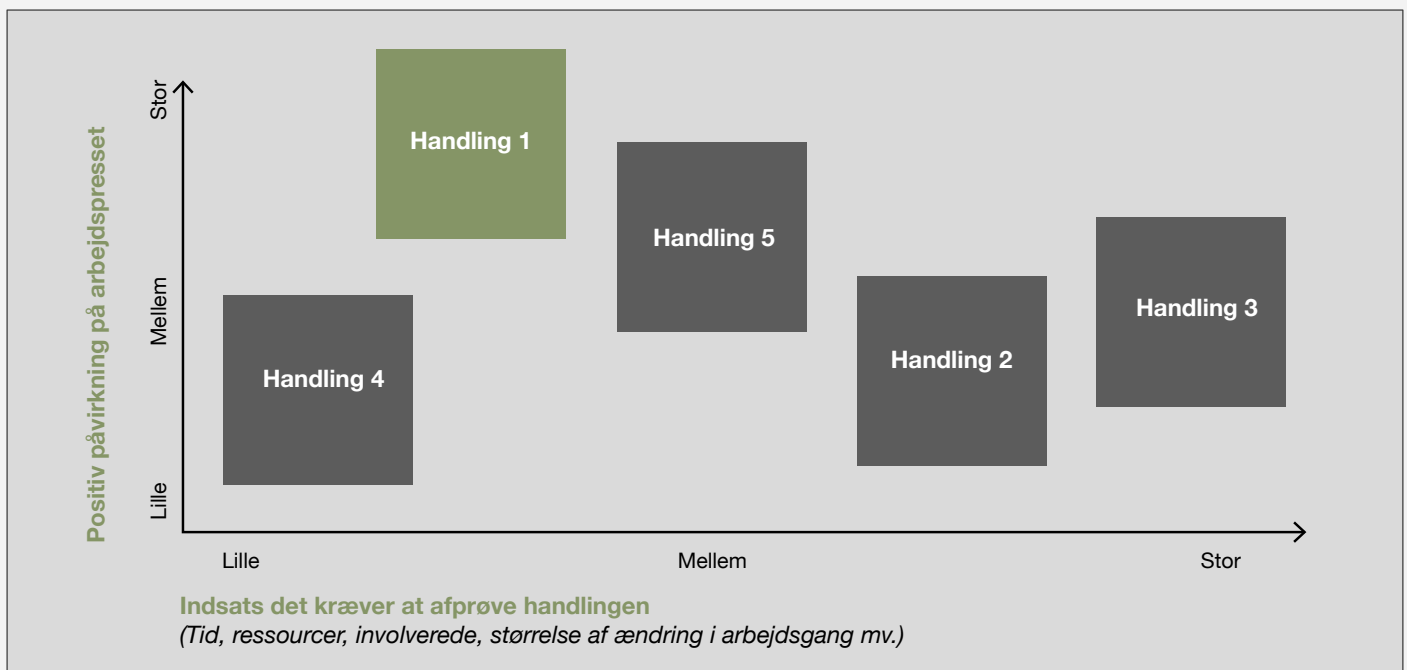 Positiv påvirkning på arbejdspresset
Stor
Mellem
Lille
Handling 1
Handling 5
Handling 3
Handling 2
Handling 4
Lille
Mellem
Stor
Indsats det kræver at afprøve handlingen
(Tid, ressourcer, involverede, størrelse af ændring i arbejdsgang mv.)